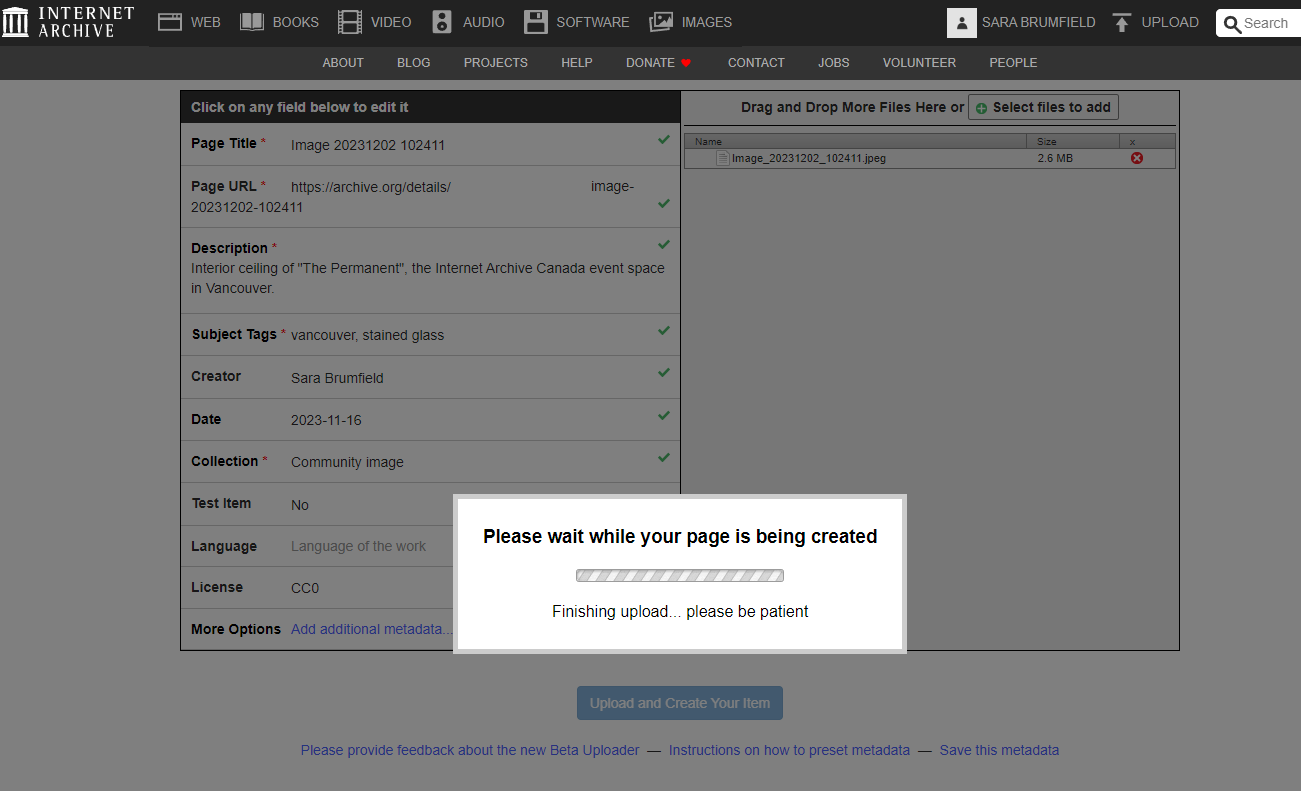 INTERNET ARCHIVE
WEB BOOKS VIDEO AUDIO SOFTWARE IMAGES SARA BRUMFIELD UPLOAD Search
ABOUT BLOG PROJECTS HELP DONATE CONTACT JOBS VOLUNTEER PEOPLE
Click on any field below to edit it
Page Title * Image 20231202 102411
Page URL * https://archive.org/details/ image-
20231202-102411
Description *
Interior ceiling of "The Permanent", the Internet Archive Canada event space
in Vancouver.
Subject Tags * vancouver, stained glass
Creator Sara Brumfield
Date 2023-11-16
Collection * Community image
Test Item No
Language Language of the work
License CC0
More Options Add additional metadata...
Drag and Drop More Files Here or Select files to add
Name Size x
Image_20231202_102411.jpeg 2.6 MB
Please wait while your page is being created
Finishing upload... please be patient
Upload and Create Your Item
Please provide feedback about the new Beta Uploader — Instructions on how to preset metadata — Save this metadata